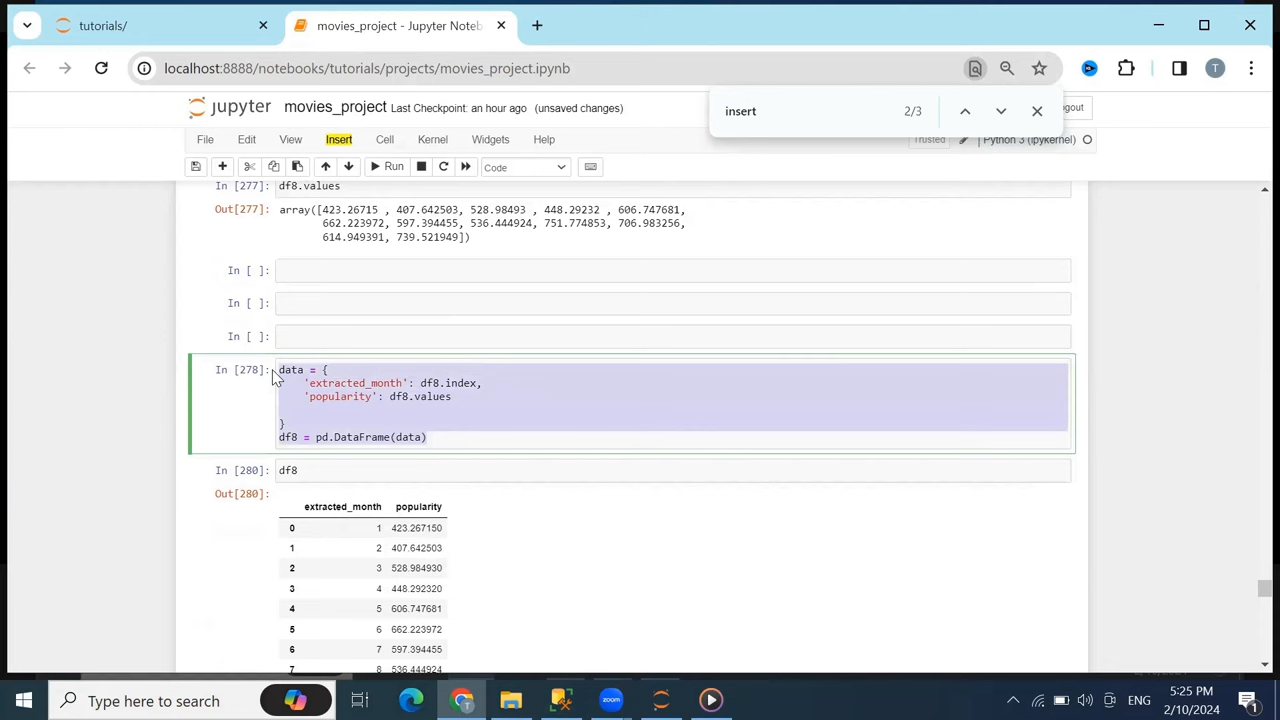 tutorials/
movies_project - Jupyter Noteb
localhost:8888/notebooks/tutorials/projects/movies_project.ipynb
T
insert 2/3
jupyter movies_project Last Checkpoint: an hour ago (unsaved changes)
ogout
File Edit View Insert Cell Kernel Widgets Help
Trusted Python 3 (pykernel)
Run Code
In [277]: df8.values
Out[277]: array([423.26715 , 407.642503, 528.98493 , 448.29232 , 606.747681,
662.223972, 597.394455, 536.444924, 751.774853, 706.983256,
614.949391, 739.521949])
In [ ]:
In [ ]:
In [ ]:
In [278]: data = {
'extracted_month': df8.index,
'popularity': df8.values
}
df8 = pd.DataFrame(data)
In [280]: df8
Out[280]:
extracted_month popularity
0 1 423.267150
1 2 407.642503
2 3 528.984930
3 4 448.292320
4 5 606.747681
5 6 662.223972
6 7 597.394455
7 8 536.444924
Type here to search
zoom
ENG
5:25 PM
2/10/2024
1